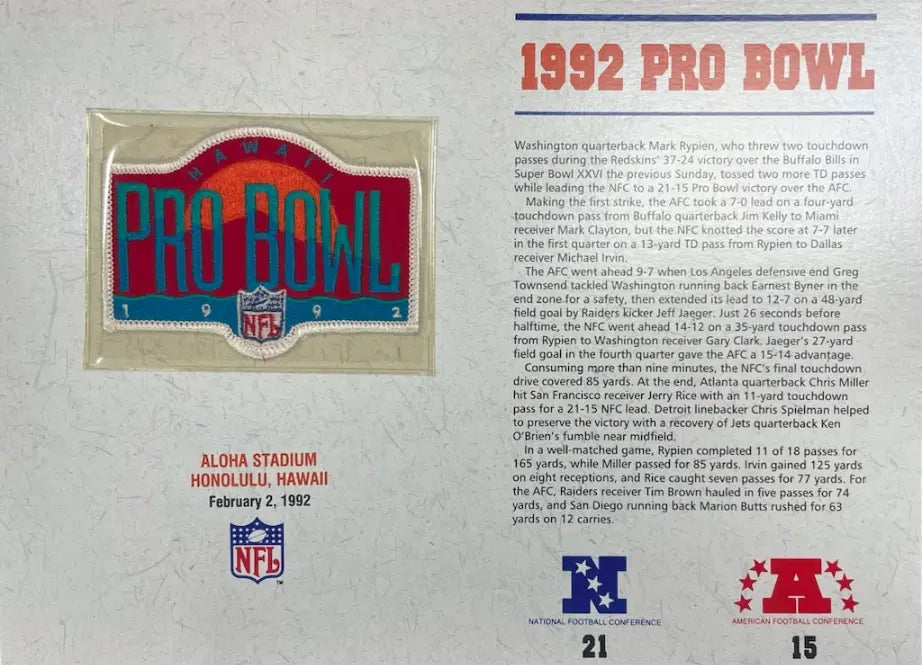 HAWAII
PRO BOWL
1992
NFL
ALOHA STADIUM
HONOLULU, HAWAII
February 2, 1992
NFL
TM
1992 PRO BOWL
Washington quarterback Mark Rypien, who threw two touchdown
passes during the Redskins' 37-24 victory over the Buffalo Bills in
Super Bowl XXVI the previous Sunday, tossed two more TD passes
while leading the NFC to a 21-15 Pro Bowl victory over the AFC.
Making the first strike, the AFC took a 7-0 lead on a four-yard
touchdown pass from Buffalo quarterback Jim Kelly to Miami
receiver Mark Clayton, but the NFC knotted the score at 7-7 later
in the first quarter on a 13-yard TD pass from Rypien to Dallas
receiver Michael Irvin.
The AFC went ahead 9-7 when Los Angeles defensive end Greg
Townsend tackled Washington running back Earnest Byner in the
end zone for a safety, then extended its lead to 12-7 on a 48-yard
field goal by Raiders kicker Jeff Jaeger. Just 26 seconds before
halftime, the NFC went ahead 14-12 on a 35-yard touchdown pass
from Rypien to Washington receiver Gary Clark. Jaeger's 27-yard
field goal in the fourth quarter gave the AFC a 15-14 advantage.
Consuming more than nine minutes, the NFC's final touchdown
drive covered 85 yards. At the end, Atlanta quarterback Chris Miller
hit San Francisco receiver Jerry Rice with an 11-yard touchdown
pass for a 21-15 NFC lead. Detroit linebacker Chris Spielman helped
to preserve the victory with a recovery of Jets quarterback Ken
O'Brien's fumble near midfield.
In a well-matched game, Rypien completed 11 of 18 passes for
165 yards, while Miller passed for 85 yards. Irvin gained 125 yards
on eight receptions, and Rice caught seven passes for 77 yards. For
the AFC, Raiders receiver Tim Brown hauled in five passes for 74
yards, and San Diego running back Marion Butts rushed for 63
yards on 12 carries.
N
NATIONAL FOOTBALL CONFERENCE
21
A
AMERICAN FOOTBALL CONFERENCE
15